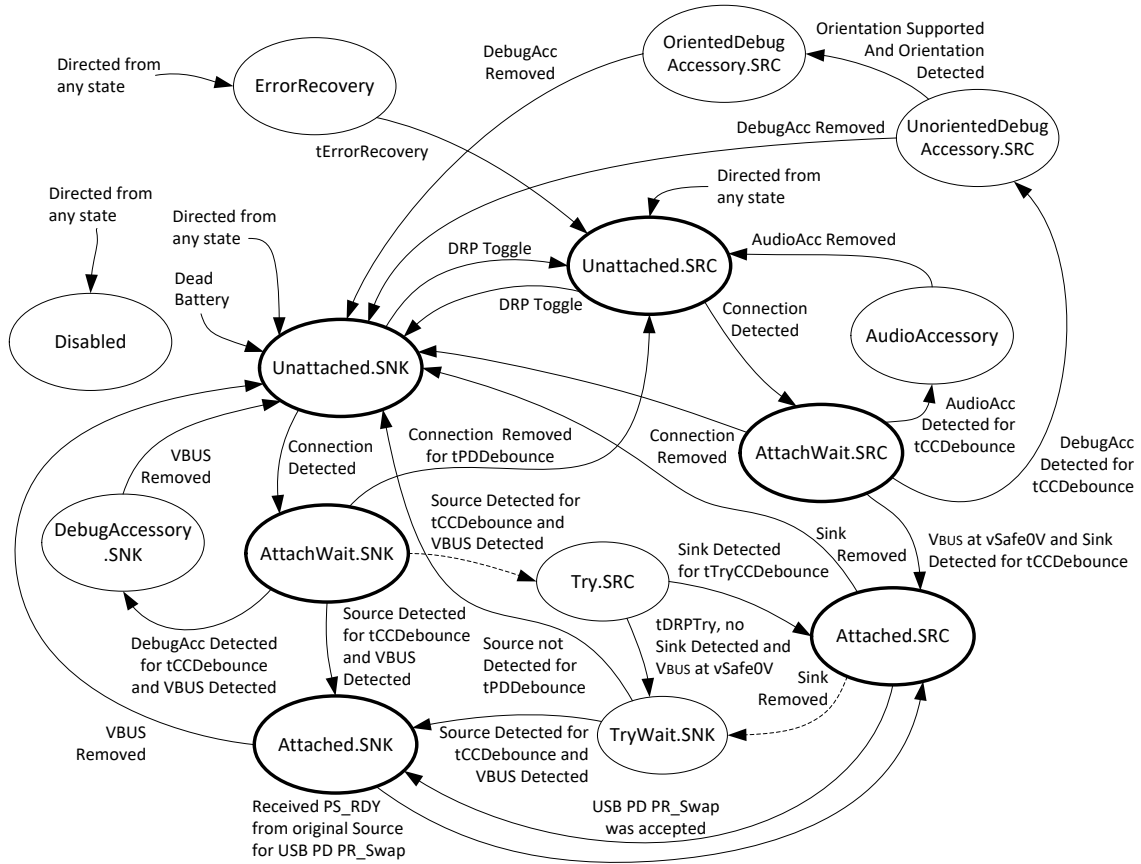 DebugAcc
Removed
OrientedDebug
Accessory.SRC
Orientation Supported
And Orientation
Detected
Directed from
any state
ErrorRecovery
DebugAcc Removed
UnorientedDebug
Accessory.SRC
tErrorRecovery
Directed from
any state
Directed from
any state
Directed from
any state
AudioAcc Removed
DRP Toggle
Unattached.SRC
Dead
Battery
DRP Toggle
Connection
Detected
AudioAccessory
Disabled
Unattached.SNK
AudioAcc
Detected for
tCCDebounce
Connection
Detected
Connection Removed
for tPDDebounce
Connection
Removed
AttachWait.SRC
DebugAcc
Detected for
tCCDebounce
VBUS
Removed
Source Detected for
tCCDebounce and
VBUS Detected
DebugAccessory
.SNK
AttachWait.SNK
Sink
Removed
VBUS at vSafe0V and Sink
Detected for tCCDebounce
Sink Detected
for tTryCCDebounce
Try.SRC
Source Detected
for tCCDebounce
and VBUS
Detected
tDRPTry, no
Sink Detected and
VBUS at vSafe0V
Attached.SRC
DebugAcc Detected
for tCCDebounce
and VBUS Detected
Source not
Detected for
tPDDebounce
Sink
Removed
VBUS
Removed
Attached.SNK
Source Detected for
tCCDebounce and
VBUS Detected
TryWait.SNK
Received PS_RDY
from original Source
for USB PD PR_Swap
USB PD PR_Swap
was accepted